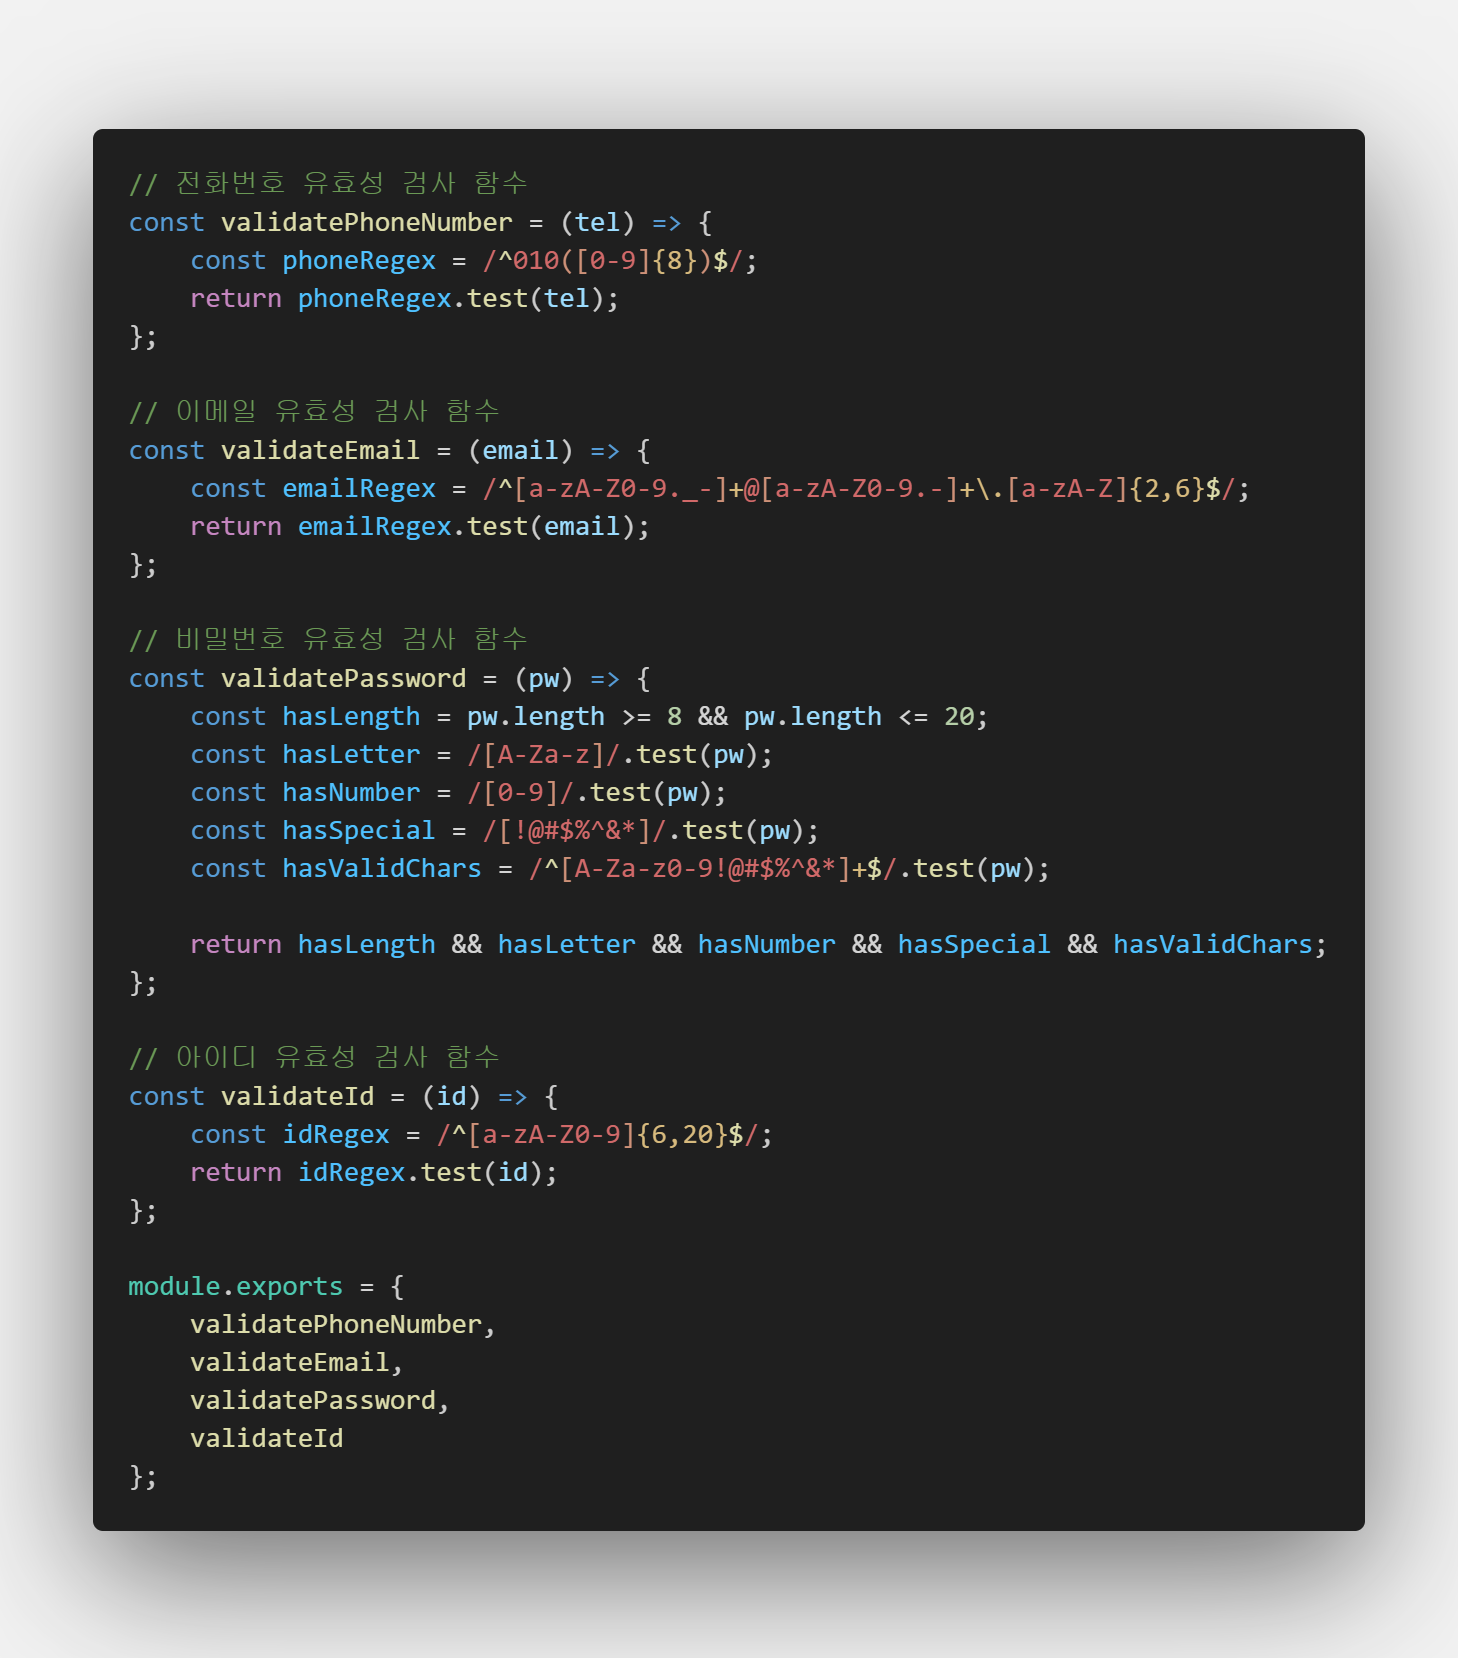 // 전화번호 유효성 검사 함수
const validatePhoneNumber = (tel) => {
    const phoneRegex = /^010([0-9]{8})$/;
    return phoneRegex.test(tel);
};

// 이메일 유효성 검사 함수
const validateEmail = (email) => {
    const emailRegex = /^[a-zA-Z0-9._-]+@[a-zA-Z0-9.-]+\.[a-zA-Z]{2,6}$/;
    return emailRegex.test(email);
};

// 비밀번호 유효성 검사 함수
const validatePassword = (pw) => {
    const hasLength = pw.length >= 8 && pw.length <= 20;
    const hasLetter = /[A-Za-z]/.test(pw);
    const hasNumber = /[0-9]/.test(pw);
    const hasSpecial = /[!@#$%^&*]/.test(pw);
    const hasValidChars = /^[A-Za-z0-9!@#$%^&*]+$/.test(pw);

    return hasLength && hasLetter && hasNumber && hasSpecial && hasValidChars;
};

// 아이디 유효성 검사 함수
const validateId = (id) => {
    const idRegex = /^[a-zA-Z0-9]{6,20}$/;
    return idRegex.test(id);
};

module.exports = {
    validatePhoneNumber,
    validateEmail,
    validatePassword,
    validateId
};